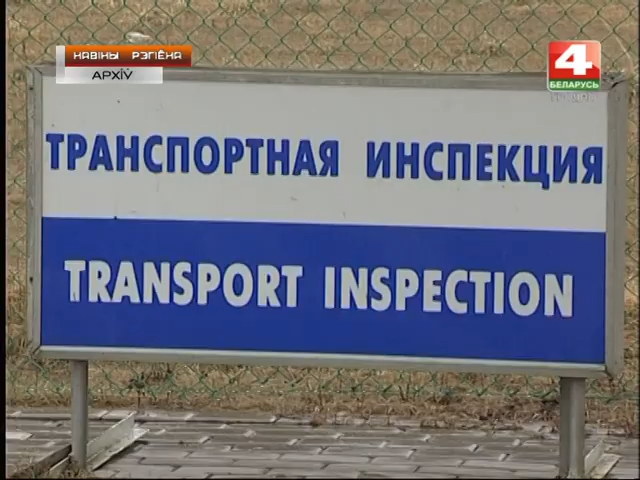 НАВІНЫ РЭГІЁНА
АРХІЎ
4
БЕЛАРУСЬ
ТРАНСПОРТНАЯ ИНСПЕКЦИЯ
TRANSPORT INSPECTION